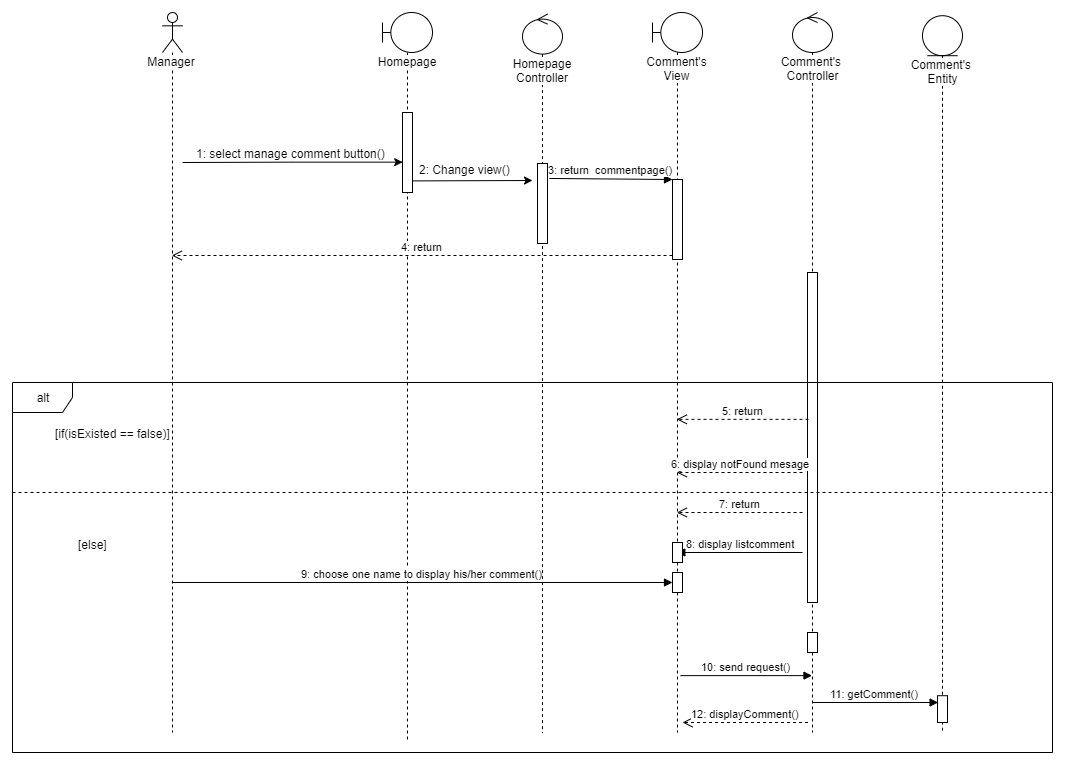 Manager
Homepage
Homepage
Controller
Comment's
View
Comment's
Controller
Comment's
Entity
1: select manage comment button()
2: Change view()
3: return  commentpage()
4: return
alt
5: return
[if(isExisted == false)]
6: display notFound mesage
7: return
[else]
8: display listcomment
9: choose one name to display his/her comment()
10: send request()
11: getComment()
12: displayComment()